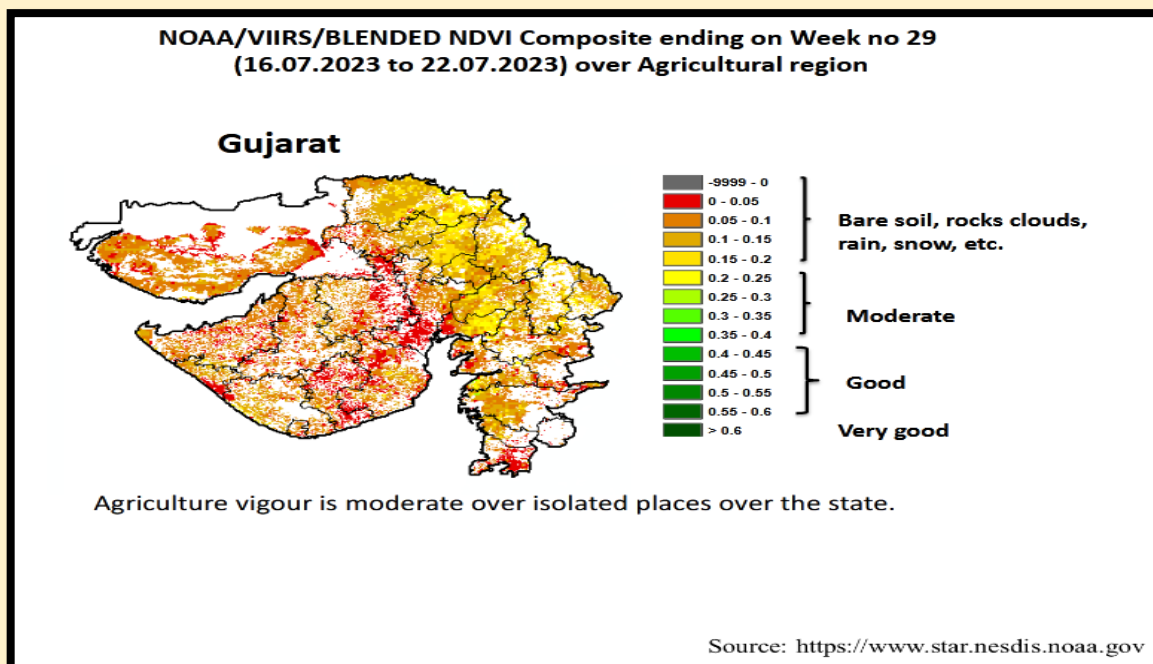 NOAA/VIIRS/BLENDED NDVI Composite ending on Week no 29
(16.07.2023 to 22.07.2023) over Agricultural region
Gujarat
-9999 - 0
0 - 0.05
0.05 - 0.1
0.1 - 0.15
0.15 - 0.2
0.2 - 0.25
0.25 - 0.3
0.3 - 0.35
0.35 - 0.4
0.4 - 0.45
0.45 - 0.5
0.5 - 0.55
0.55 - 0.6
> 0.6
Bare soil, rocks clouds,
rain, snow, etc.
Moderate
Good
Very good
Agriculture vigour is moderate over isolated places over the state.
Source: https://www.star.nesdis.noaa.gov